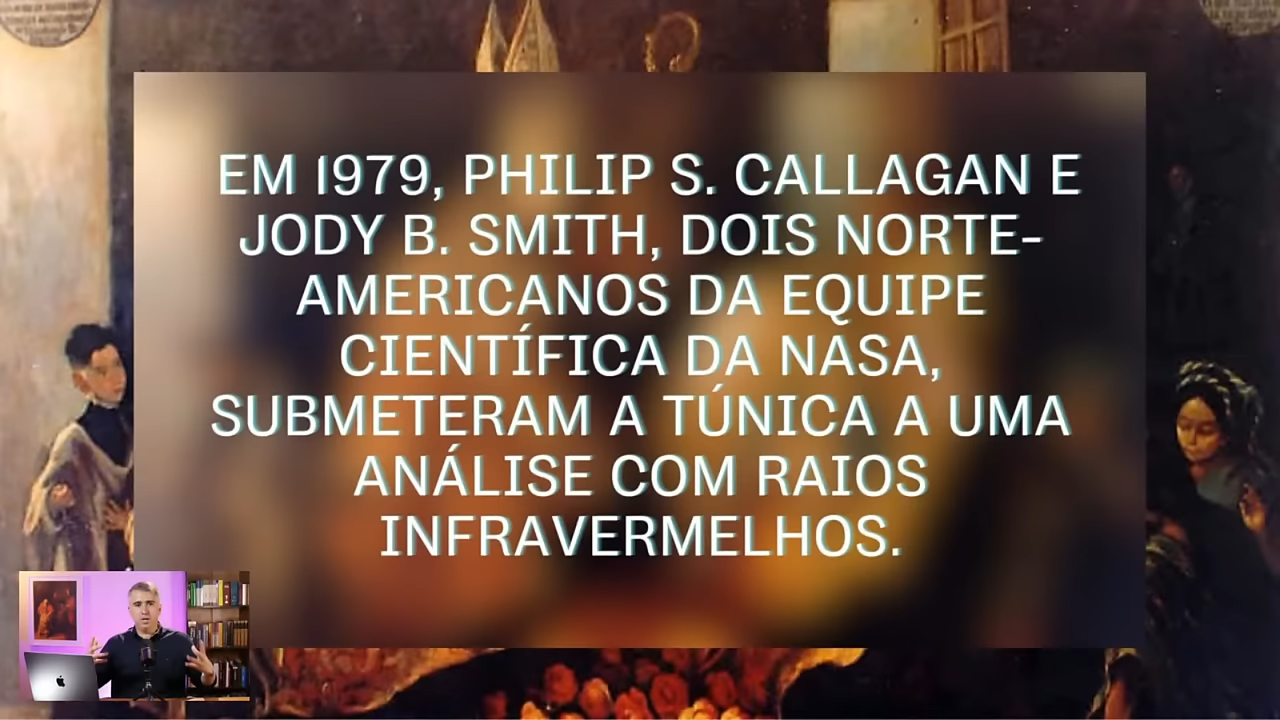 EM 1979, PHILIP S. CALLAGAN E
JODY B. SMITH, DOIS NORTE-
AMERICANOS DA EQUIPE
CIENTÍFICA DA NASA,
SUBMETERAM A TÚNICA A UMA
ANÁLISE COM RAIOS
INFRAVERMELHOS.